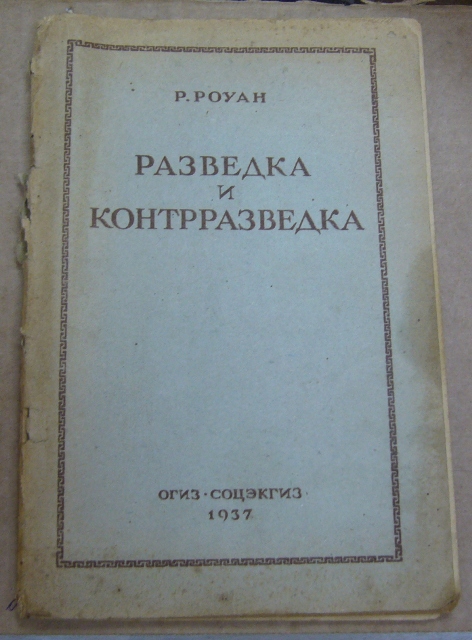 Р. РОУАН
РАЗВЕДКА
И
КОНТРРАЗВЕДКА
ОГИЗ · СОЦЭКГИЗ
1937